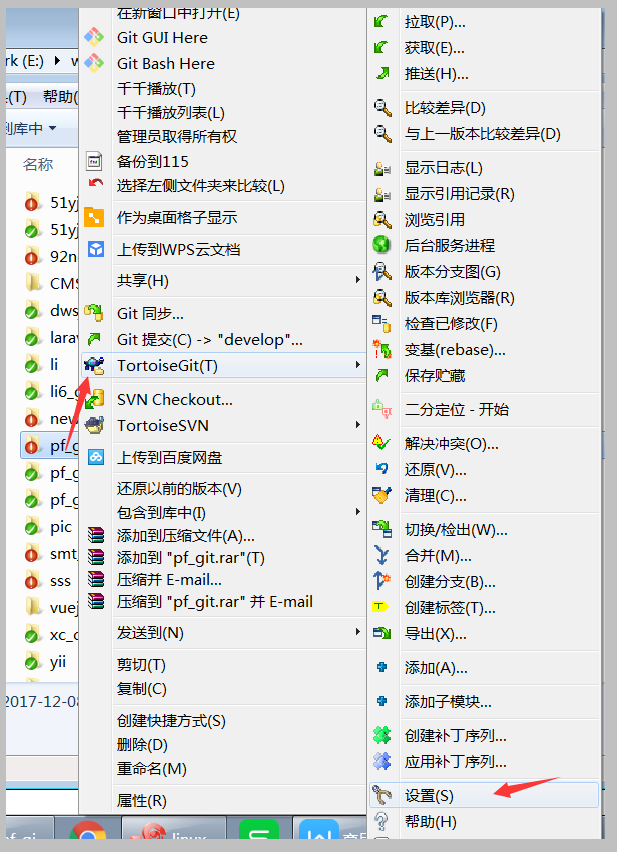 在新窗口中打开(E)
Git GUI Here
Git Bash Here
千千播放(T)
千千播放列表(L)
管理员取得所有权
备份到115
选择左侧文件夹来比较(L)
作为桌面格子显示
上传到WPS云文档
共享(H)
Git 同步...
Git 提交(C) -> "develop"...
TortoiseGit(T)
SVN Checkout...
TortoiseSVN
上传到百度网盘
还原以前的版本(V)
包含到库中(I)
添加到压缩文件(A)...
添加到 "pf_git.rar"(T)
压缩并 E-mail...
压缩到 "pf_git.rar" 并 E-mail
发送到(N)
剪切(T)
复制(C)
创建快捷方式(S)
删除(D)
重命名(M)
属性(R)
拉取(P)...
获取(E)...
推送(H)...
比较差异(D)
与上一版本比较差异(D)
显示日志(L)
显示引用记录(R)
浏览引用
后台服务进程
版本分支图(G)
版本库浏览器(R)
检查已修改(F)
变基(rebase)...
保存贮藏
二分定位 - 开始
解决冲突(O)...
还原(V)...
清理(C)...
切换/检出(W)...
合并(M)...
创建分支(B)...
创建标签(T)...
导出(X)...
添加(A)...
添加子模块...
创建补丁序列...
应用补丁序列...
设置(S)
帮助(H)
rk (E:)
(T) 帮助(
到库中
名称
51yj
51yj
92n
CMS
dws
larav
li
li6_g
new
pf_g
pf_g
pf_g
pic
smt
sss
vuej
xc_c
yii
2017-12-08
pf_gi
linux